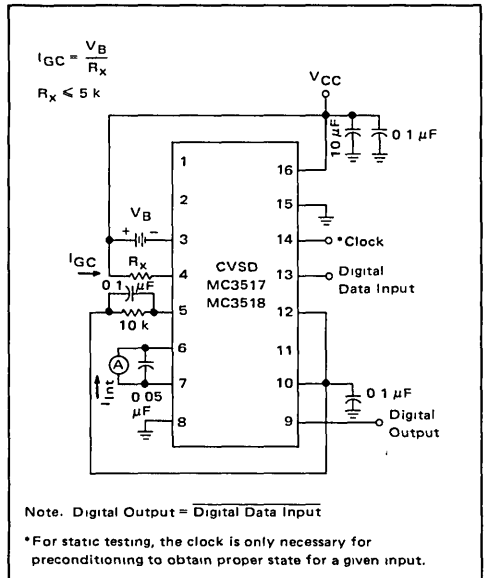 I_GC = V_B / R_x
R_x ≤ 5 k
V_CC
10 µF
0 1 µF
1
16
2
15
V_B
+
−
3
14
*Clock
I_GC
R_x
4
CVSD
MC3517
MC3518
13
Digital
Data Input
0 1 µF
5
12
10 k
6
11
A
7
10
0 1 µF
I_Int
0 05
µF
8
9
Digital
Output
Note. Digital Output = \overline{Digital Data Input}
*For static testing, the clock is only necessary for
preconditioning to obtain proper state for a given input.